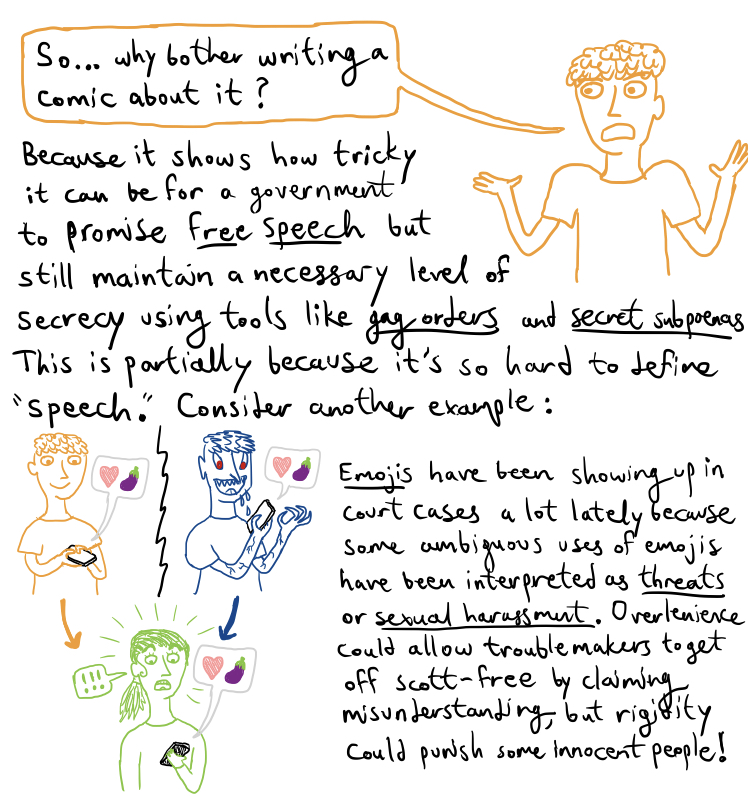 So... why bother writing a
comic about it?
Because it shows how tricky
it can be for a government
to promise free speech but
still maintain a necessary level of
secrecy using tools like gag orders and secret subpoenas
This is partially because it's so hard to define
"speech." Consider another example:
Emojis have been showing up in
court cases a lot lately because
some ambiguous uses of emojis
have been interpreted as threats
or sexual harassment. Overlenience
could allow troublemakers to get
off scott-free by claiming
misunderstanding, but rigidity
could punish some innocent people!
!!!